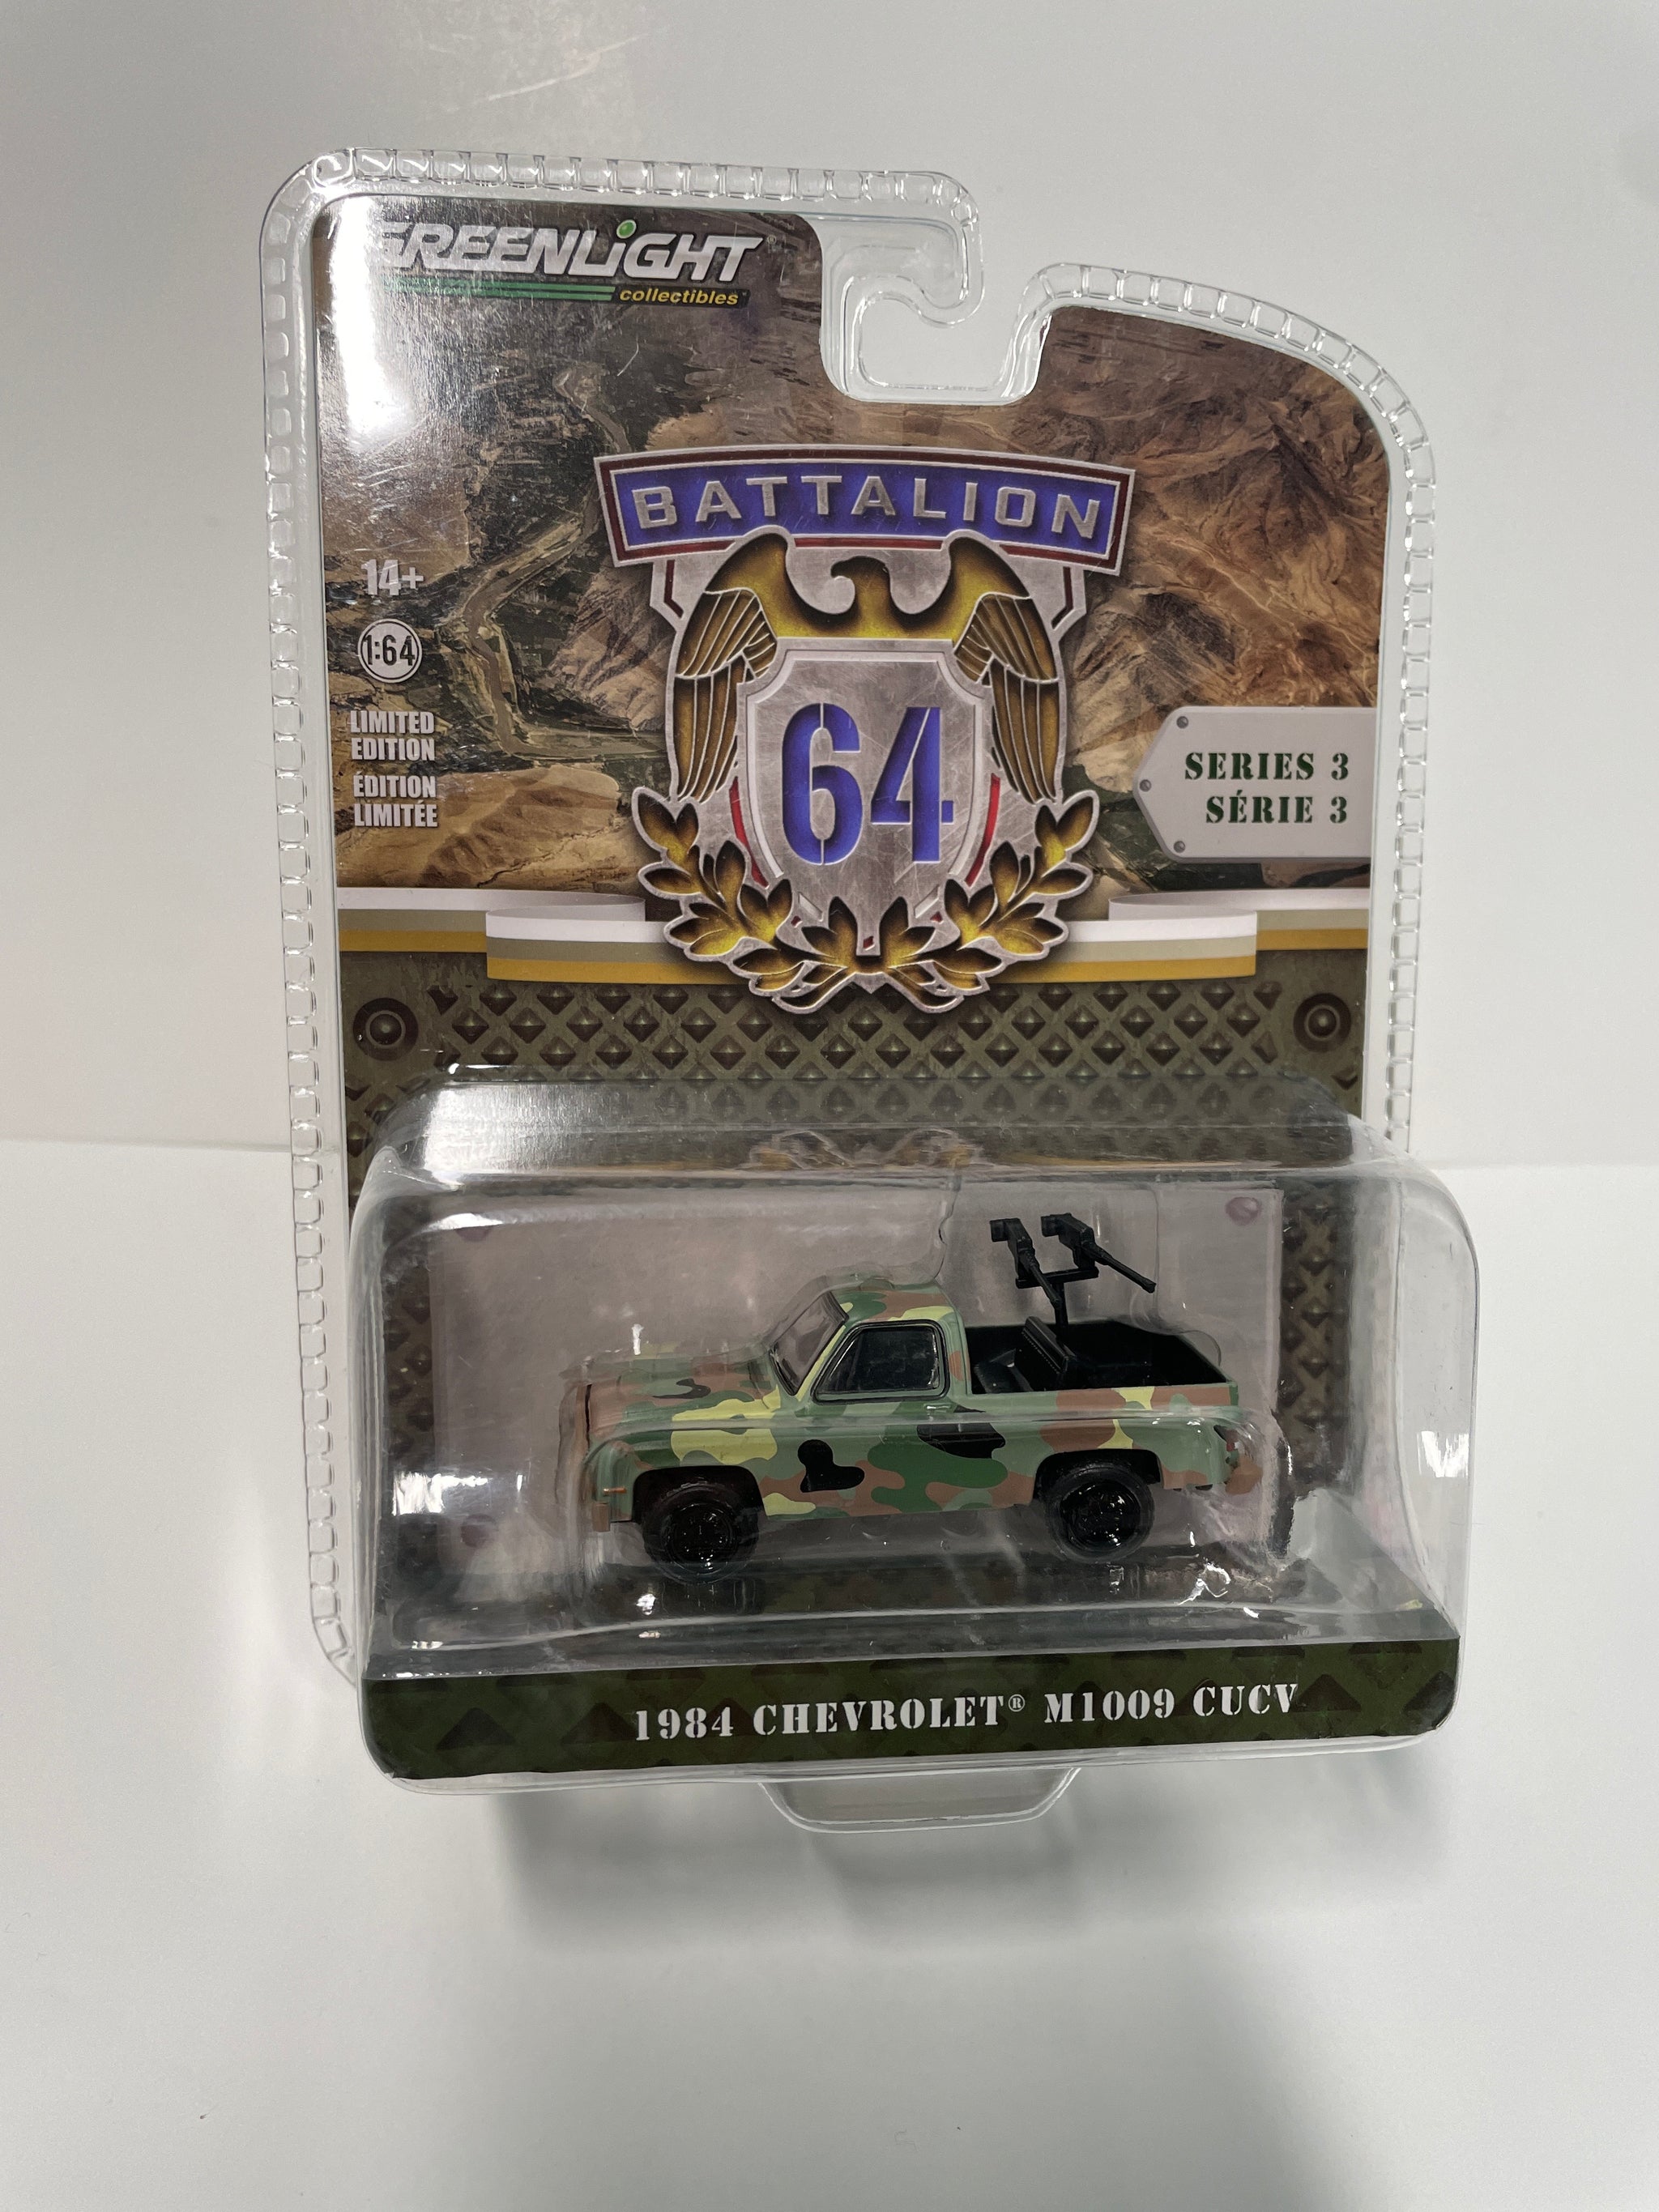 GREENLiGHT
collectibles
BATTALION
64
14+
1:64
LIMITED
EDITION
ÉDITION
LIMITÉE
SERIES 3
SÉRIE 3
1984 CHEVROLET® M1009 CUCV